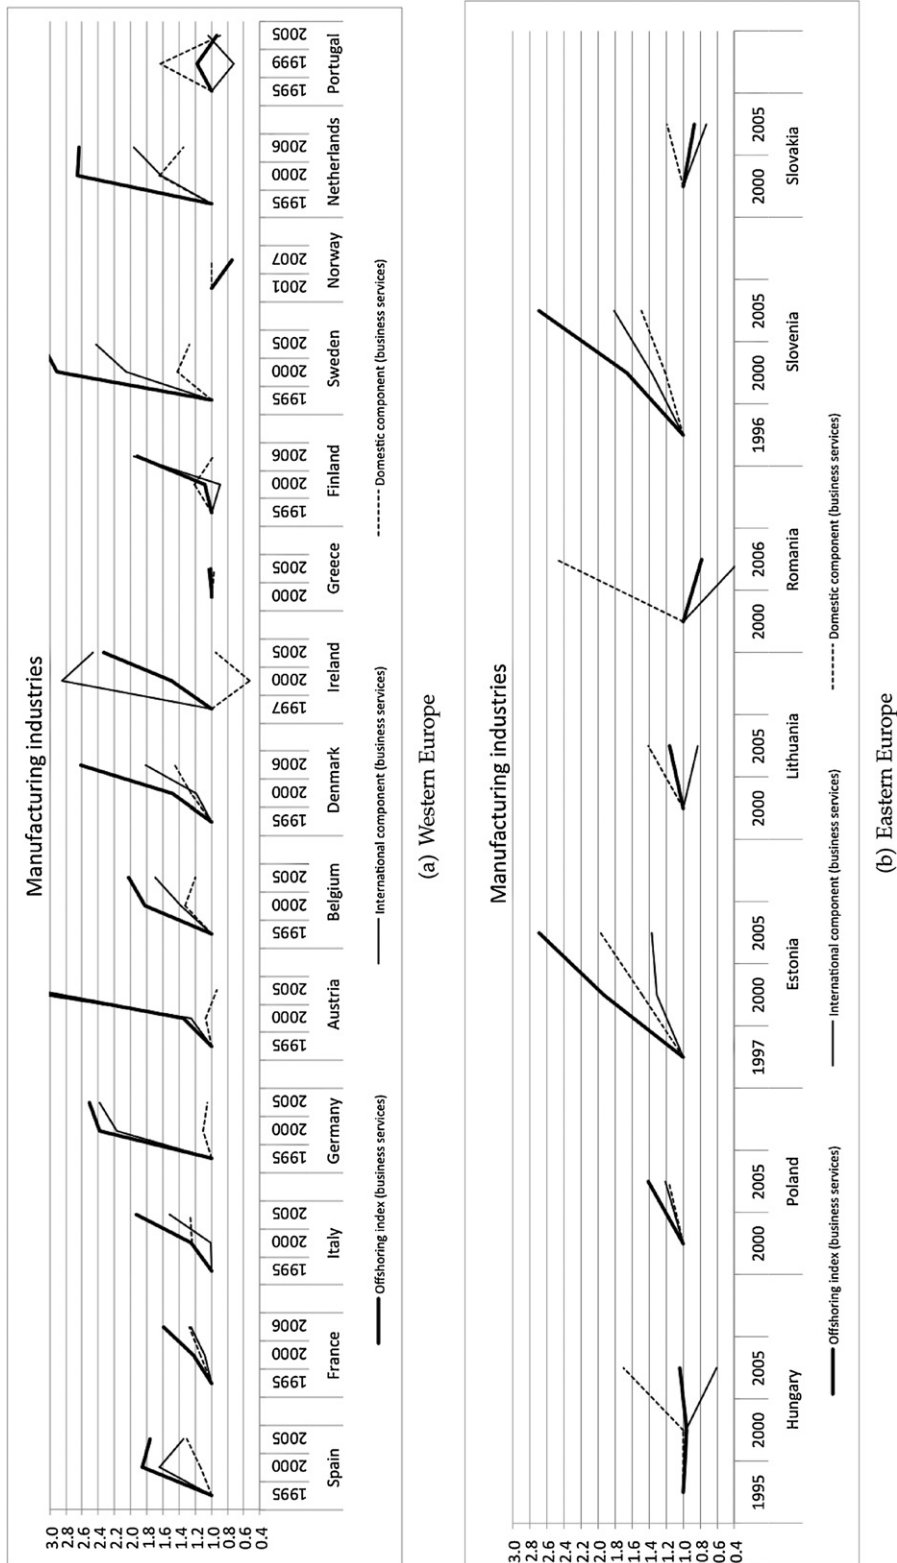 Manufacturing industries
3.0
2.8
2.6
2.4
2.2
2.0
1.8
1.6
1.4
1.2
1.0
0.8
0.6
0.4
1995 2000 2005 1995 2000 2006 1995 2000 2005 1995 2000 2005 1995 2000 2005 1995 2000 2005 1995 2000 2006 1997 2000 2005 2000 2005 1995 2000 2006 1995 2000 2005 2001 2007 1995 2000 2006 1995 1999 2005
Spain France Italy Germany Austria Belgium Denmark Ireland Greece Finland Sweden Norway Netherlands Portugal
Offshoring index (business services) International component (business services) Domestic component (business services)
(a) Western Europe
Manufacturing industries
3.0
2.8
2.6
2.4
2.2
2.0
1.8
1.6
1.4
1.2
1.0
0.8
0.6
0.4
1995 2000 2005 2000 2005 1997 2000 2005 2000 2005 2000 2006 1996 2000 2005 2000 2005
Hungary Poland Estonia Lithuania Romania Slovenia Slovakia
Offshoring index (business services) International component (business services) Domestic component (business services)
(b) Eastern Europe